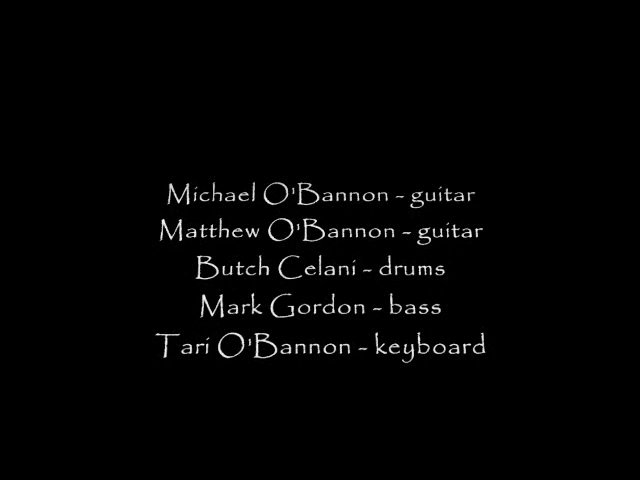 Michael O'Bannon - guitar
Matthew O'Bannon - guitar
Butch Celani - drums
Mark Gordon - bass
Tari O'Bannon - keyboard